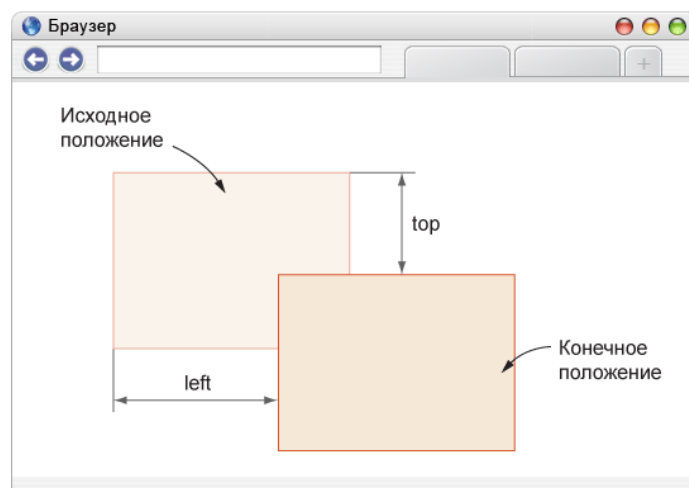 Браузер
+
Исходное
положение
top
left
Конечное
положение